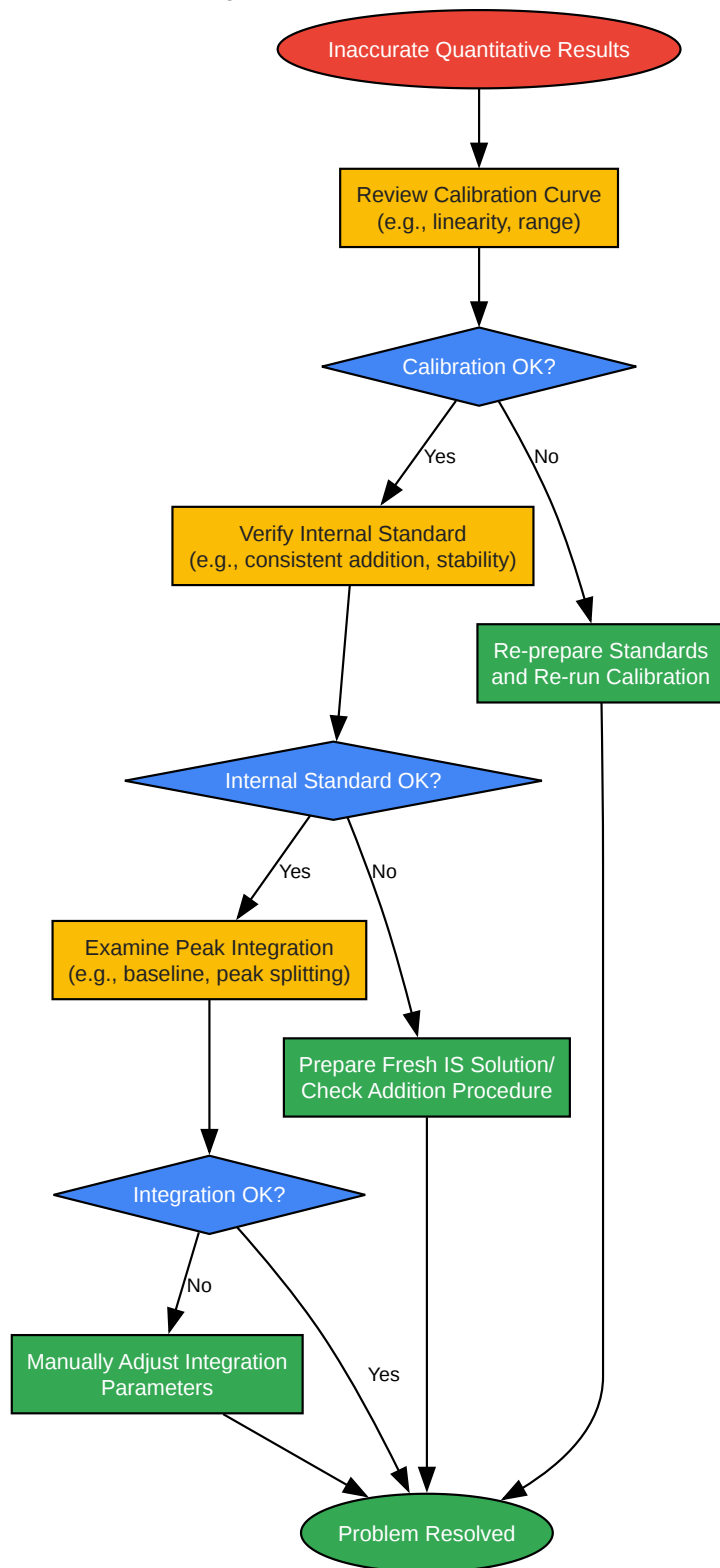 Inaccurate Quantitative Results
Review Calibration Curve
(e.g., linearity, range)
Calibration OK?
Yes
No
Verify Internal Standard
(e.g., consistent addition, stability)
Re-prepare Standards
and Re-run Calibration
Internal Standard OK?
Yes
No
Examine Peak Integration
(e.g., baseline, peak splitting)
Prepare Fresh IS Solution/
Check Addition Procedure
Integration OK?
No
Yes
Manually Adjust Integration
Parameters
Problem Resolved